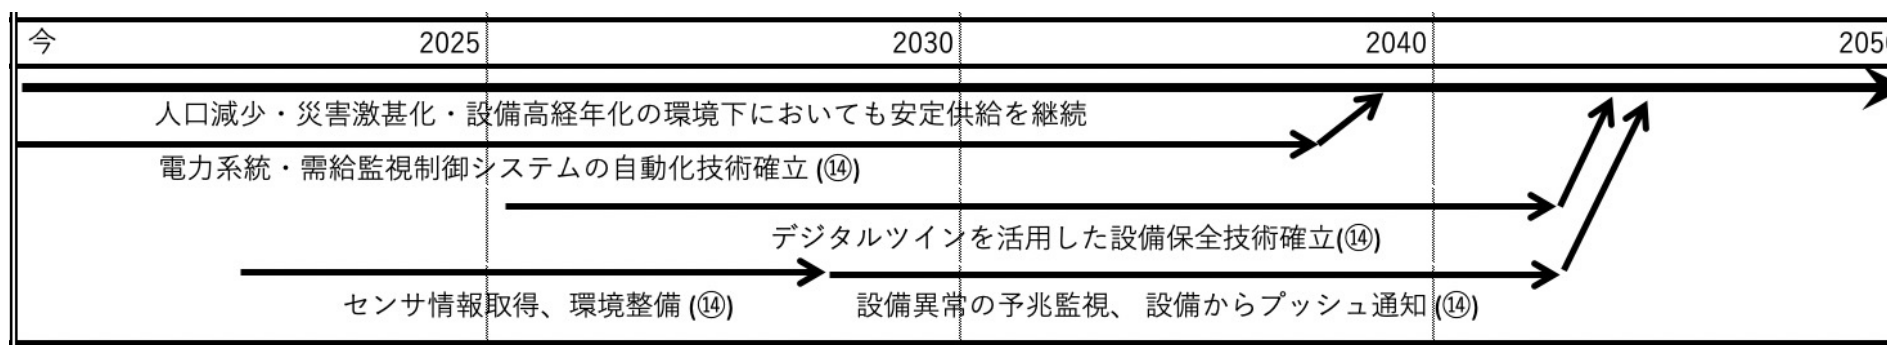 今 2025 2030 2040 2050
人口減少・災害激甚化・設備高経年化の環境下においても安定供給を継続
電力系統・需給監視制御システムの自動化技術確立 (⑭)
デジタルツインを活用した設備保全技術確立(⑭)
センサ情報取得、環境整備 (⑭) 設備異常の予兆監視、 設備からプッシュ通知 (⑭)